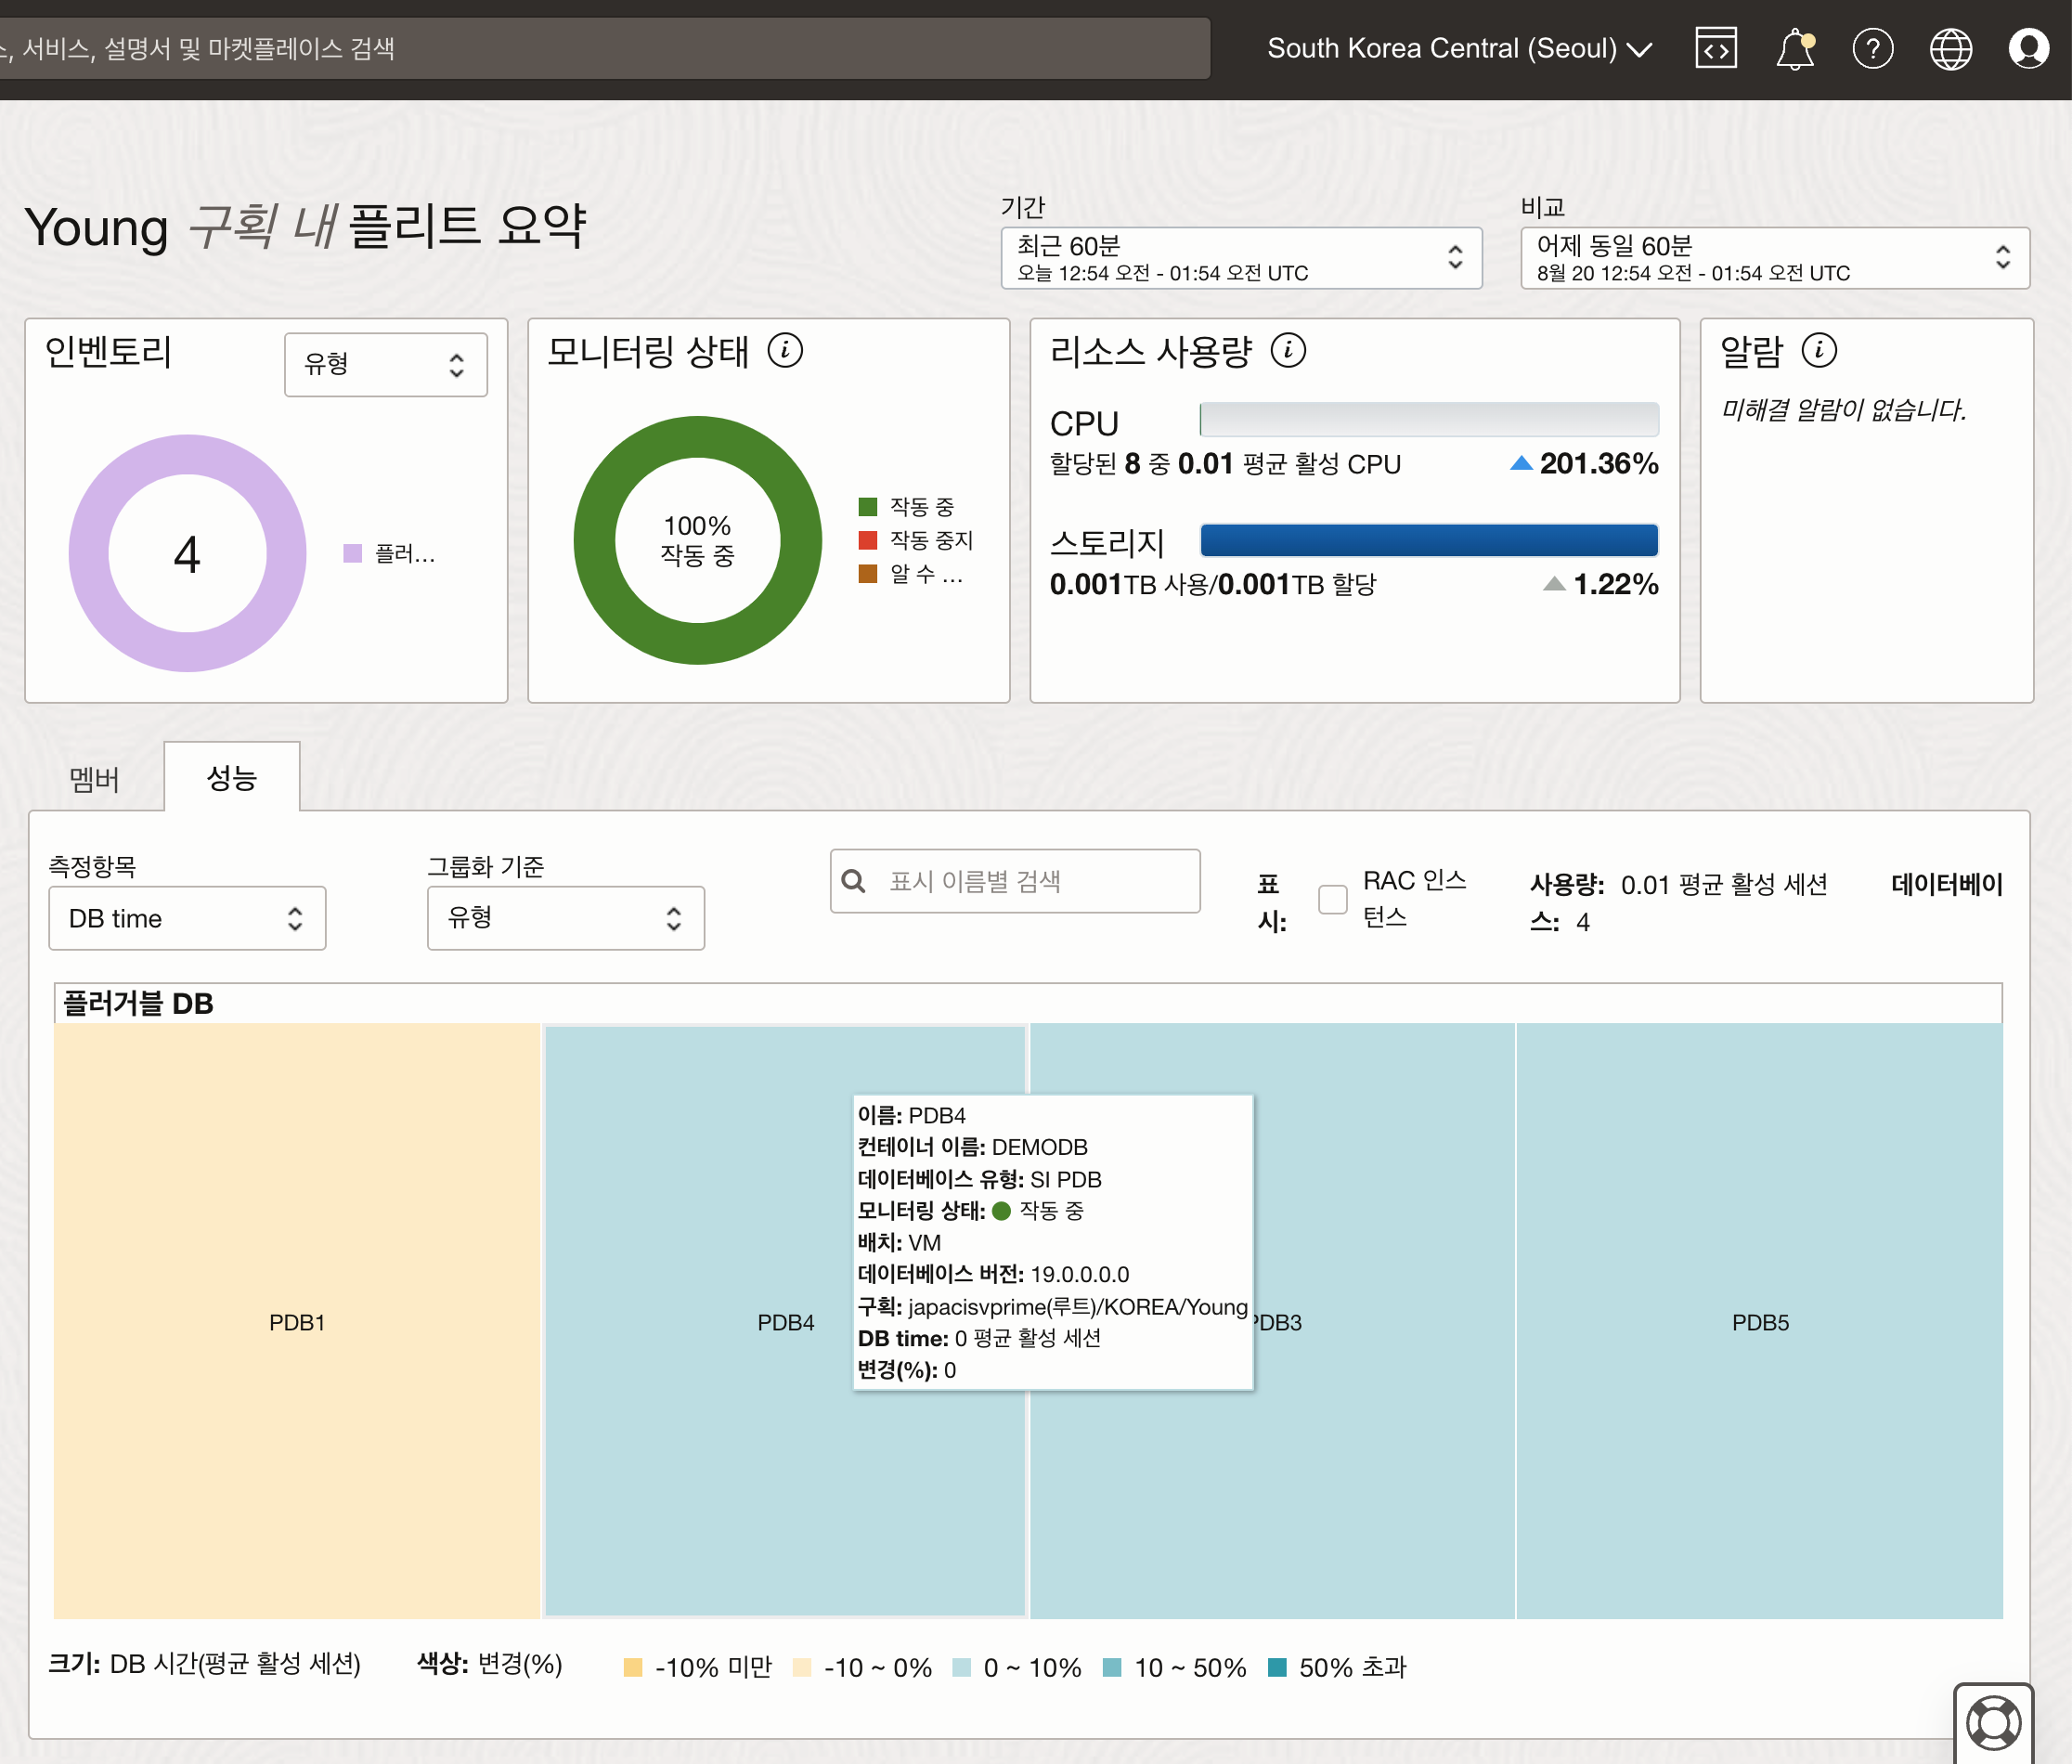 , 서비스, 설명서 및 마켓플레이스 검색
South Korea Central (Seoul)
Young 구획 내 플리트 요약
기간
최근 60분
오늘 12:54 오전 - 01:54 오전 UTC
비교
어제 동일 60분
8월 20 12:54 오전 - 01:54 오전 UTC
인벤토리
유형
4
플러...
모니터링 상태
100%
작동 중
작동 중
작동 중지
알 수 ...
리소스 사용량
CPU
할당된 8 중 0.01 평균 활성 CPU
201.36%
스토리지
0.001TB 사용/0.001TB 할당
1.22%
알람
미해결 알람이 없습니다.
멤버
성능
측정항목
DB time
그룹화 기준
유형
표시 이름별 검색
표
시:
RAC 인스
턴스
사용량: 0.01 평균 활성 세션 데이터베이
스: 4
플러거블 DB
PDB1
PDB4
이름: PDB4
컨테이너 이름: DEMODB
데이터베이스 유형: SI PDB
모니터링 상태: 작동 중
배치: VM
데이터베이스 버전: 19.0.0.0.0
구획: japacisvprime(루트)/KOREA/Young
DB time: 0 평균 활성 세션
변경(%): 0
PDB3
PDB5
크기: DB 시간(평균 활성 세션)
색상: 변경(%)
-10% 미만
-10 ~ 0%
0 ~ 10%
10 ~ 50%
50% 초과